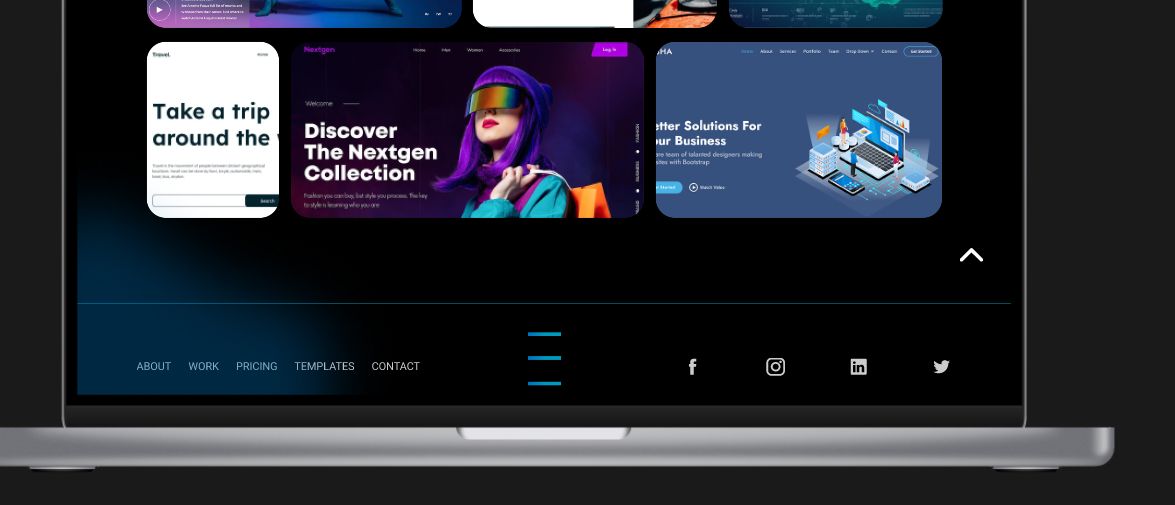 Travel.
Home
Take a trip
around the
Search
Nextgen
Home Men Women Accesories
Log In
Welcome
Discover
The Nextgen
Collection
Fashion you can buy, but style you process. The key
to style is learning who you are
HA
Home About Services Portfolio Team Drop Down Contact Get Started
etter Solutions For
our Business
team of talented designers making
sites with Bootstrap
Started
Watch Video
ABOUT WORK PRICING TEMPLATES CONTACT